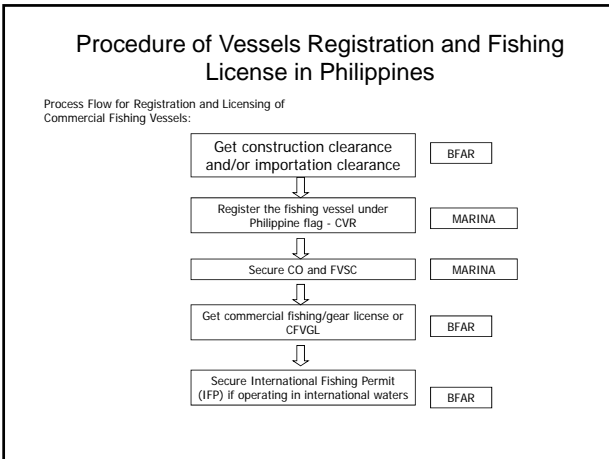 Procedure of Vessels Registration and Fishing
License in Philippines
Process Flow for Registration and Licensing of
Commercial Fishing Vessels:
Get construction clearance
and/or importation clearance
BFAR
Register the fishing vessel under
Philippine flag - CVR
MARINA
Secure CO and FVSC
MARINA
Get commercial fishing/gear license or
CFVGL
BFAR
Secure International Fishing Permit
(IFP) if operating in international waters
BFAR